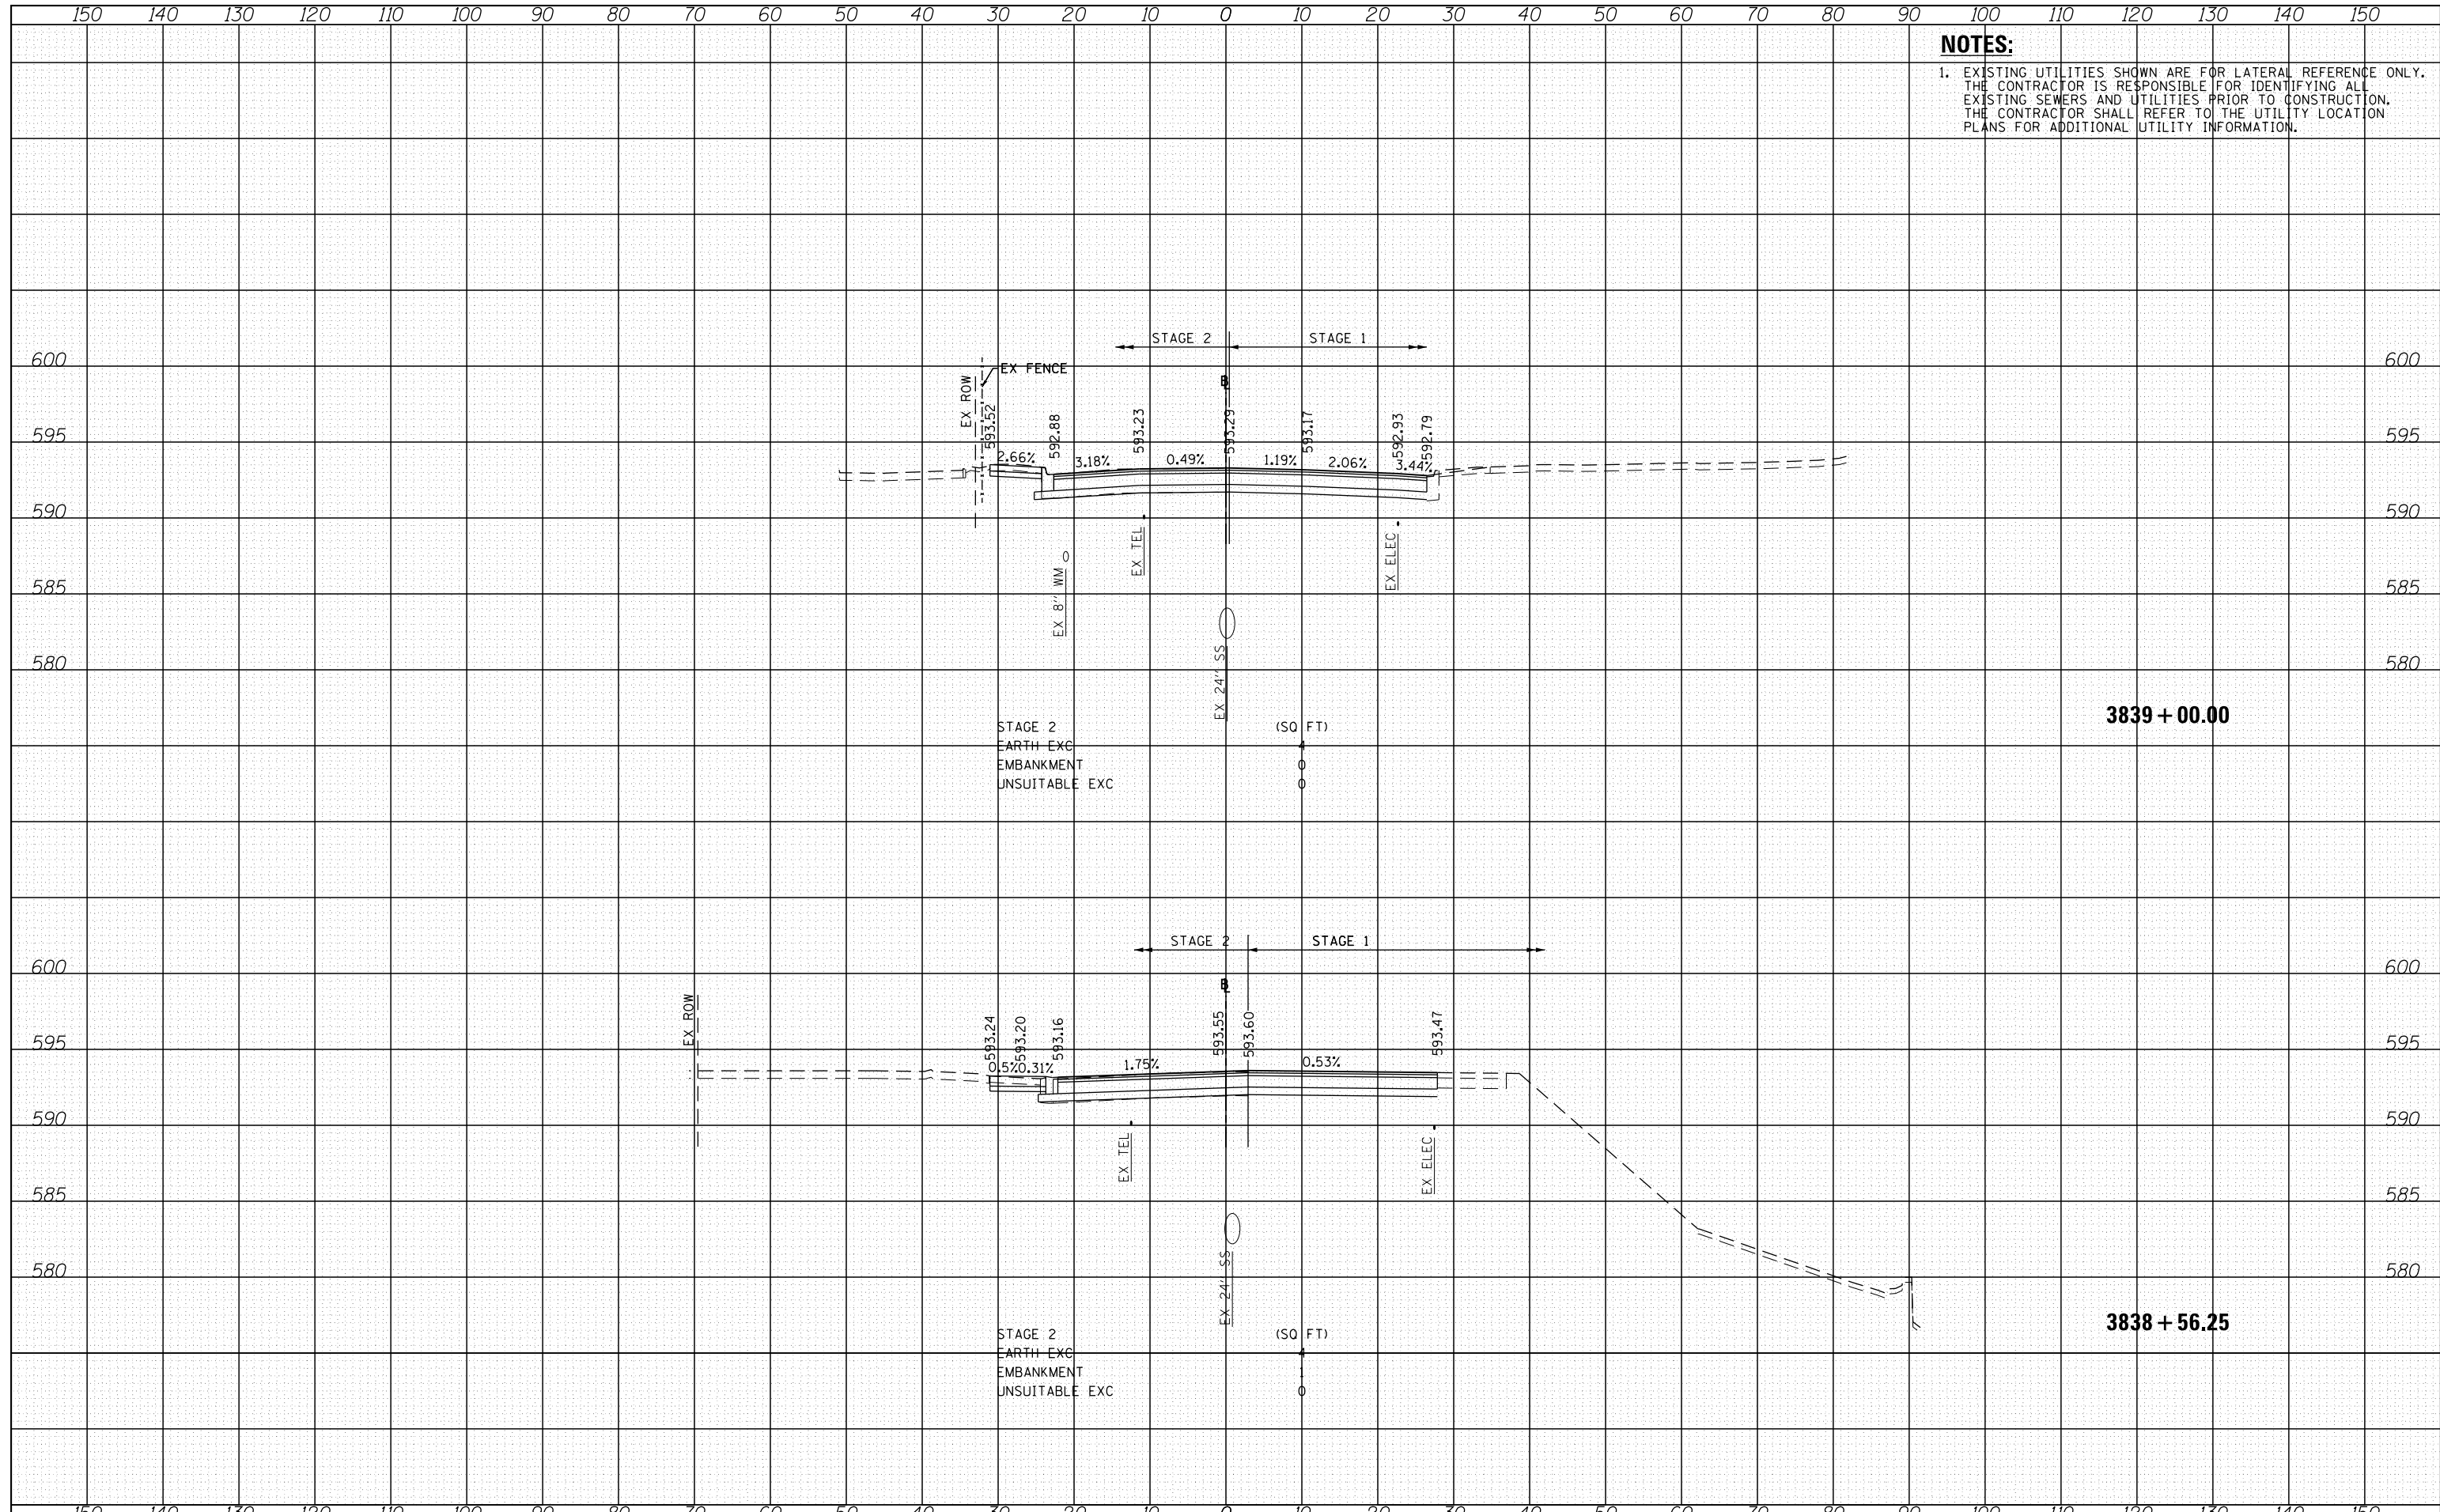 150 140 130 120 110 100 90 80 70 60 50 40 30 20 10 0 10 20 30 40 50 60 70 80 90 100 110 120 130 140 150
NOTES:
1. EXISTING UTILITIES SHOWN ARE FOR LATERAL REFERENCE ONLY.
THE CONTRACTOR IS RESPONSIBLE FOR IDENTIFYING ALL
EXISTING SEWERS AND UTILITIES PRIOR TO CONSTRUCTION.
THE CONTRACTOR SHALL REFER TO THE UTILITY LOCATION
PLANS FOR ADDITIONAL UTILITY INFORMATION.
STAGE 2 STAGE 1
600 600
EX FENCE
EX ROW
BL
593.52 592.88 593.23 593.29 593.17 592.93 592.79
595 595
2.66% 3.18% 0.49% 1.19% 2.06% 3.44%
590 590
EX TEL
EX ELEC
EX 8'' WM
585 585
EX 24'' SS
580 580
3839+00.00
STAGE 2 (SQ FT)
EARTH EXC 4
EMBANKMENT 0
UNSUITABLE EXC 0
STAGE 2 STAGE 1
600 600
BL
EX ROW
593.24 593.20 593.16 593.55 593.60 593.47
595 595
0.5% 0.31% 1.75% 0.53%
590 590
EX TEL
EX ELEC
585 585
EX 24'' SS
580 580
3838+56.25
STAGE 2 (SQ FT)
EARTH EXC 4
EMBANKMENT 1
UNSUITABLE EXC 0
150 140 130 120 110 100 90 80 70 60 50 40 30 20 10 0 10 20 30 40 50 60 70 80 90 100 110 120 130 140 150